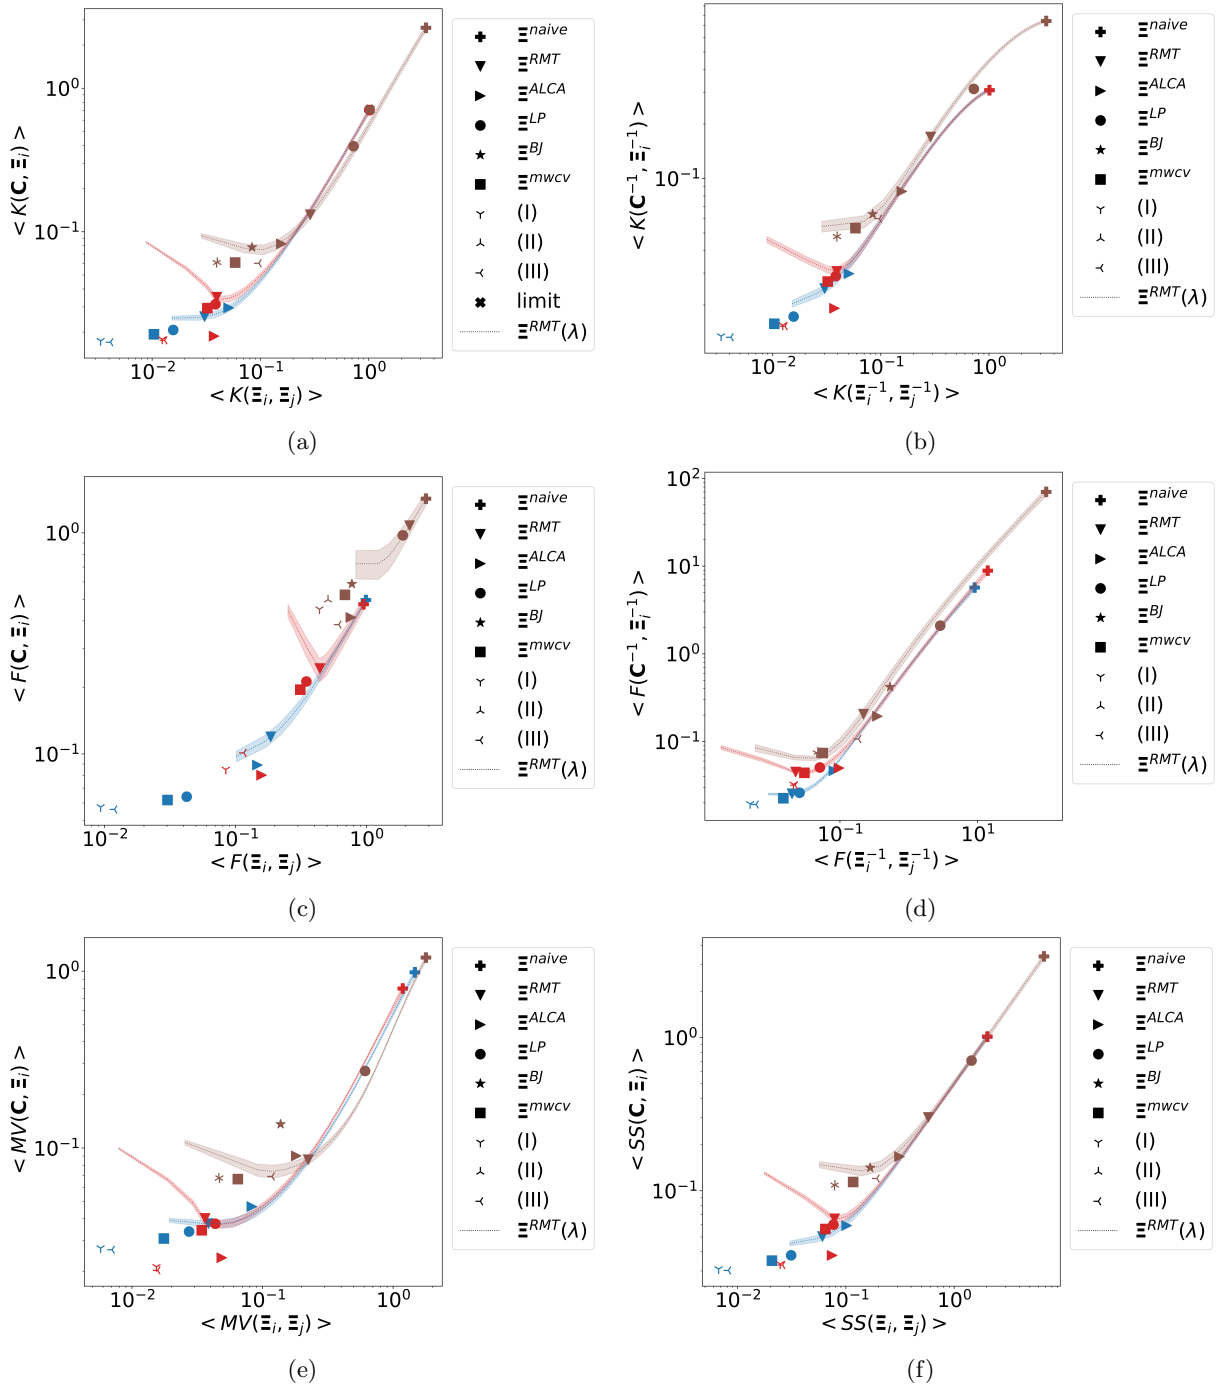 10^0
10^-1
< K(C, Ξ_i) >
10^-2 10^-1 10^0
< K(Ξ_i, Ξ_j) >
Ξ^naive
Ξ^RMT
Ξ^ALCA
Ξ^LP
Ξ^BJ
Ξ^mwcv
(I)
(II)
(III)
limit
Ξ^RMT(λ)
(a)
10^-1
< K(C^-1, Ξ_i^-1) >
10^-2 10^-1 10^0
< K(Ξ_i^-1, Ξ_j^-1) >
Ξ^naive
Ξ^RMT
Ξ^ALCA
Ξ^LP
Ξ^BJ
Ξ^mwcv
(I)
(II)
(III)
Ξ^RMT(λ)
(b)
10^0
10^-1
< F(C, Ξ_i) >
10^-2 10^-1 10^0
< F(Ξ_i, Ξ_j) >
Ξ^naive
Ξ^RMT
Ξ^ALCA
Ξ^LP
Ξ^BJ
Ξ^mwcv
(I)
(II)
(III)
Ξ^RMT(λ)
(c)
10^2
10^1
10^0
10^-1
< F(C^-1, Ξ_i^-1) >
10^-1 10^1
< F(Ξ_i^-1, Ξ_j^-1) >
Ξ^naive
Ξ^RMT
Ξ^ALCA
Ξ^LP
Ξ^BJ
Ξ^mwcv
(I)
(II)
(III)
Ξ^RMT(λ)
(d)
10^0
10^-1
< MV(C, Ξ_i) >
10^-2 10^-1 10^0
< MV(Ξ_i, Ξ_j) >
Ξ^naive
Ξ^RMT
Ξ^ALCA
Ξ^LP
Ξ^BJ
Ξ^mwcv
(I)
(II)
(III)
Ξ^RMT(λ)
(e)
10^0
10^-1
< SS(C, Ξ_i) >
10^-2 10^-1 10^0
< SS(Ξ_i, Ξ_j) >
Ξ^naive
Ξ^RMT
Ξ^ALCA
Ξ^LP
Ξ^BJ
Ξ^mwcv
(I)
(II)
(III)
Ξ^RMT(λ)
(f)